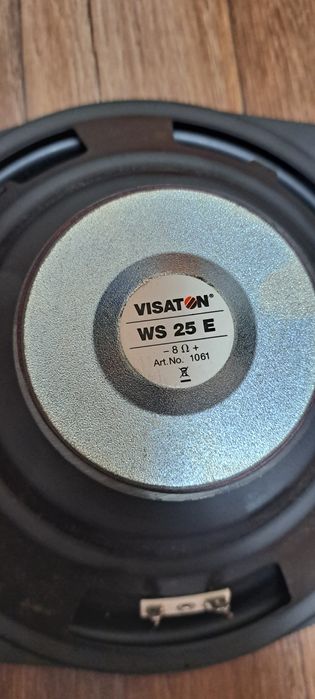 VISATON®
WS 25 E
– 8 Ω +
Art.No. 1061